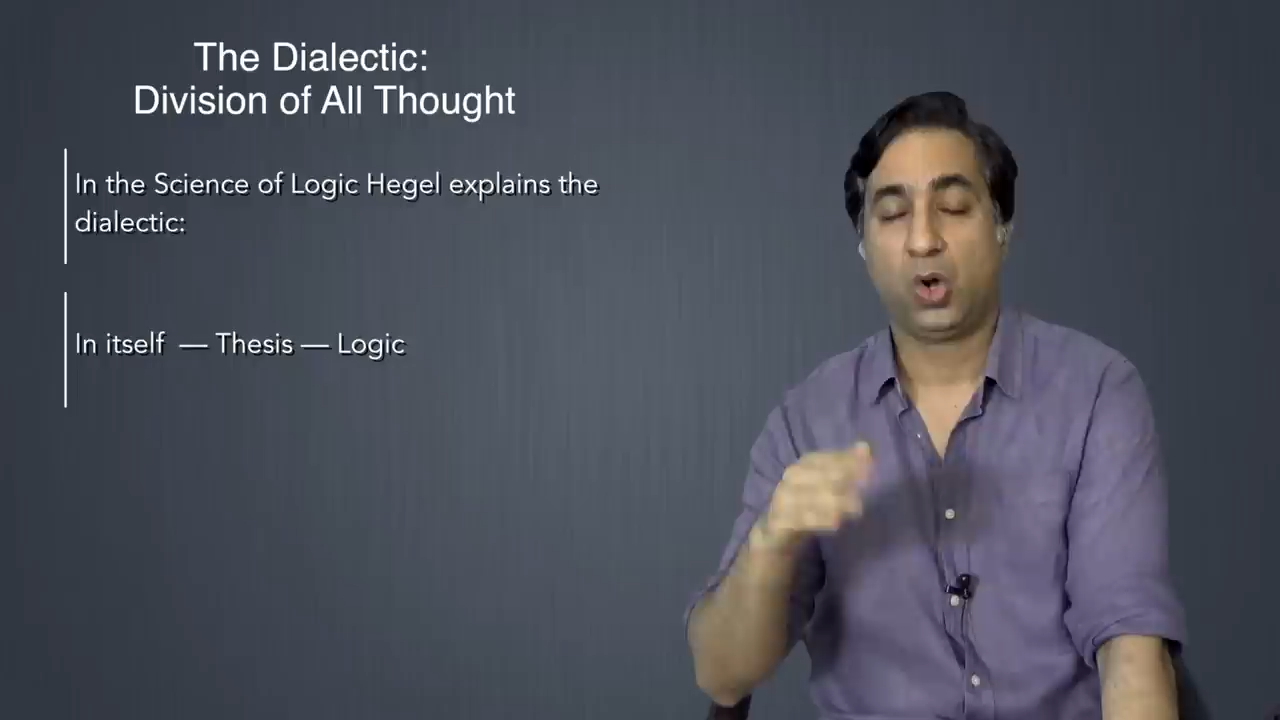 The Dialectic:
Division of All Thought
In the Science of Logic Hegel explains the
dialectic:
In itself — Thesis — Logic